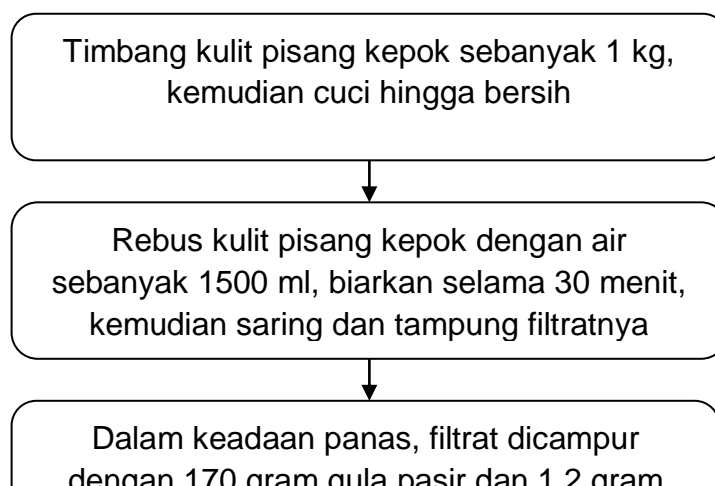 Timbang kulit pisang kepok sebanyak 1 kg,
kemudian cuci hingga bersih
Rebus kulit pisang kepok dengan air
sebanyak 1500 ml, biarkan selama 30 menit,
kemudian saring dan tampung filtratnya
Dalam keadaan panas, filtrat dicampur
dengan 170 gram gula pasir dan 1,2 gram